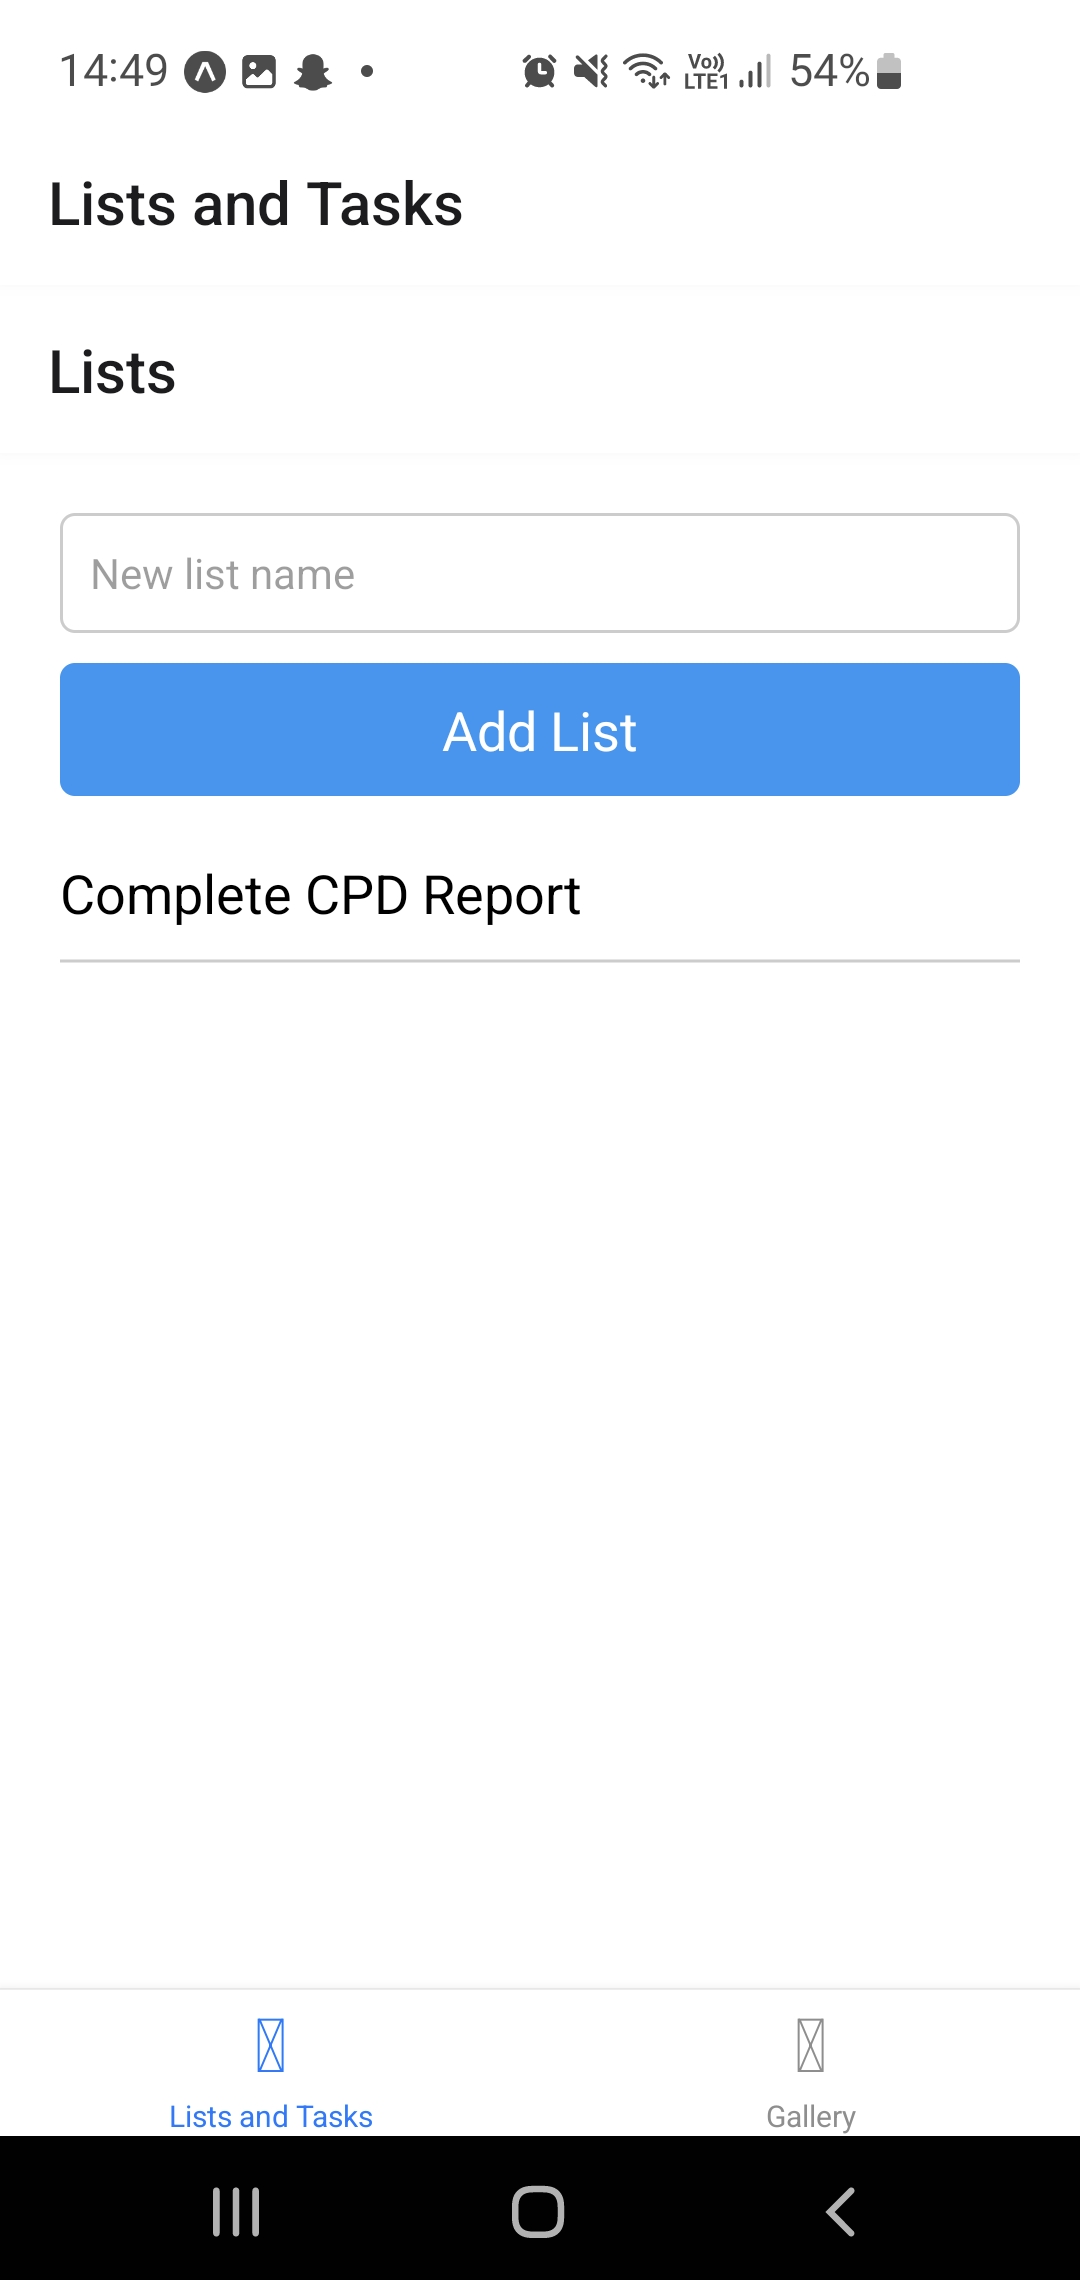 14:49 Vo)) LTE1 54%
Lists and Tasks
Lists
New list name
Add List
Complete CPD Report
Lists and Tasks
Gallery